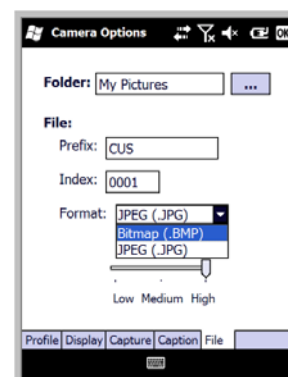 Camera Options OK
Folder: My Pictures ...
File:
Prefix: CUS
Index: 0001
Format: JPEG (.JPG)
Bitmap (.BMP)
JPEG (.JPG)
Low Medium High
Profile Display Capture Caption File